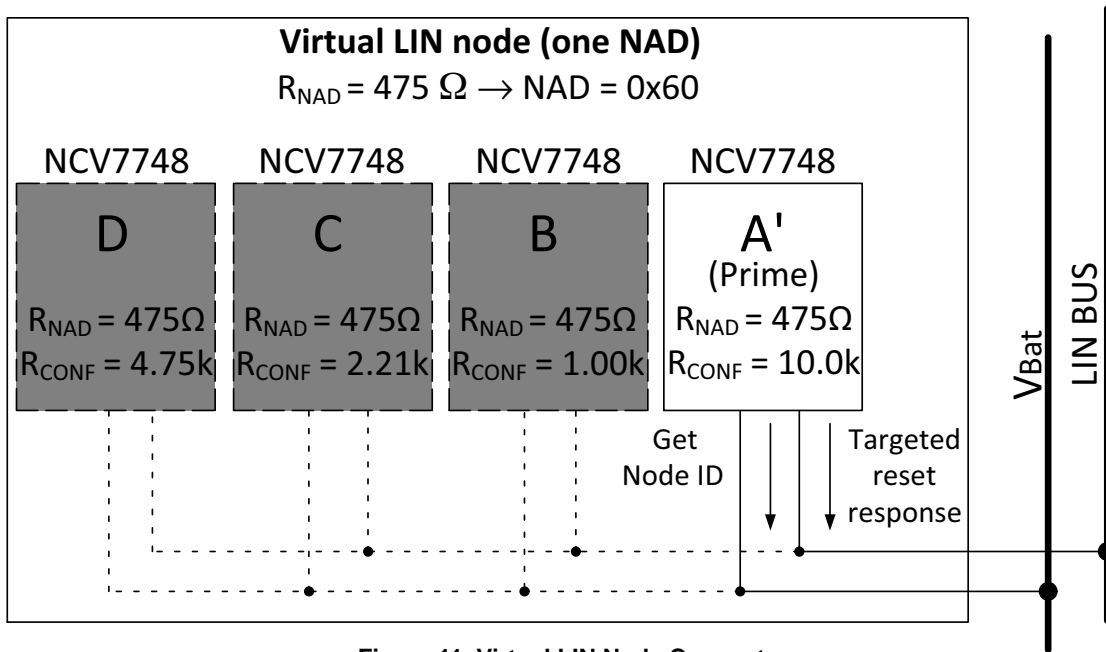 Virtual LIN node (one NAD)
R_NAD = 475 Ω → NAD = 0x60
NCV7748
D
R_NAD = 475Ω
R_CONF = 4.75k
NCV7748
C
R_NAD = 475Ω
R_CONF = 2.21k
NCV7748
B
R_NAD = 475Ω
R_CONF = 1.00k
NCV7748
A'
(Prime)
R_NAD = 475Ω
R_CONF = 10.0k
Get
Node ID
Targeted
reset
response
VBat
LIN BUS